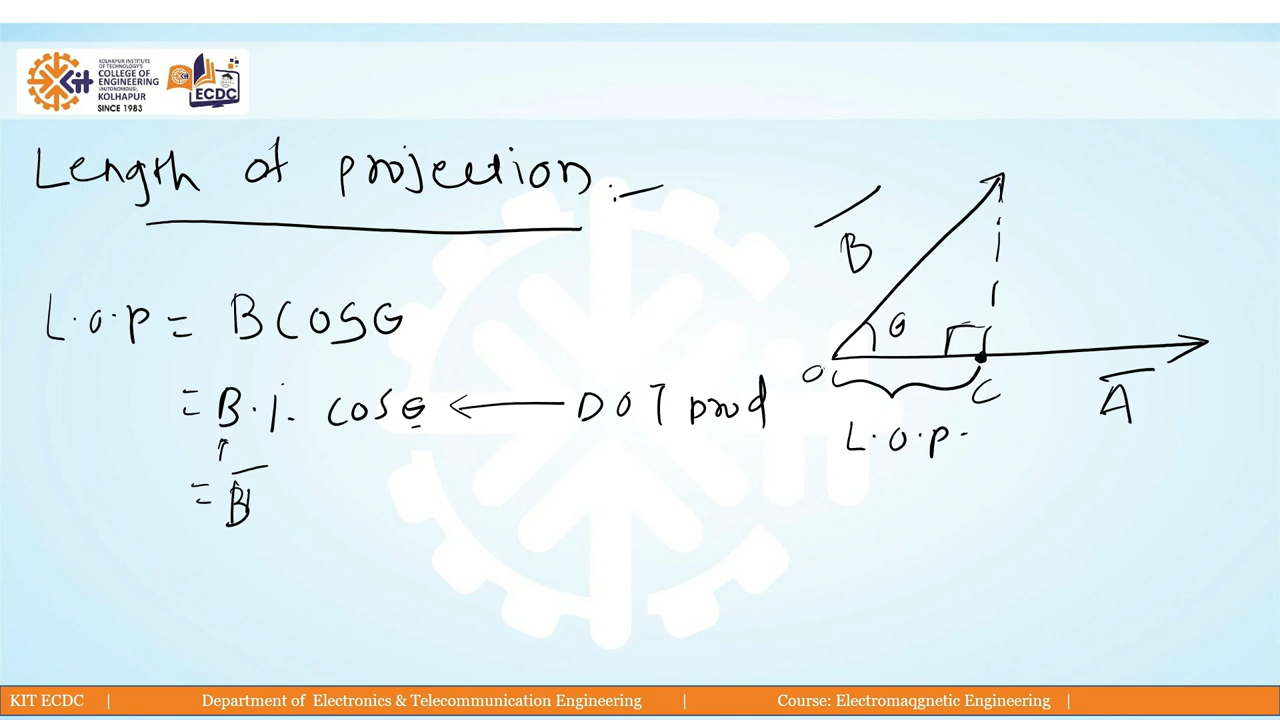 KOLHAPUR INSTITUTE
OF TECHNOLOGY'S
COLLEGE OF
ENGINEERING
(AUTONOMOUS),
KOLHAPUR
SINCE 1983
KIT
ECDC
Length of projection :-
L.O.P = B COS θ
= B . 1 . COS θ ← DOT prod
= B̅
B̅
θ
O
C
A̅
L.O.P.
KIT ECDC | Department of Electronics & Telecommunication Engineering | Course: Electromaqgnetic Engineering |